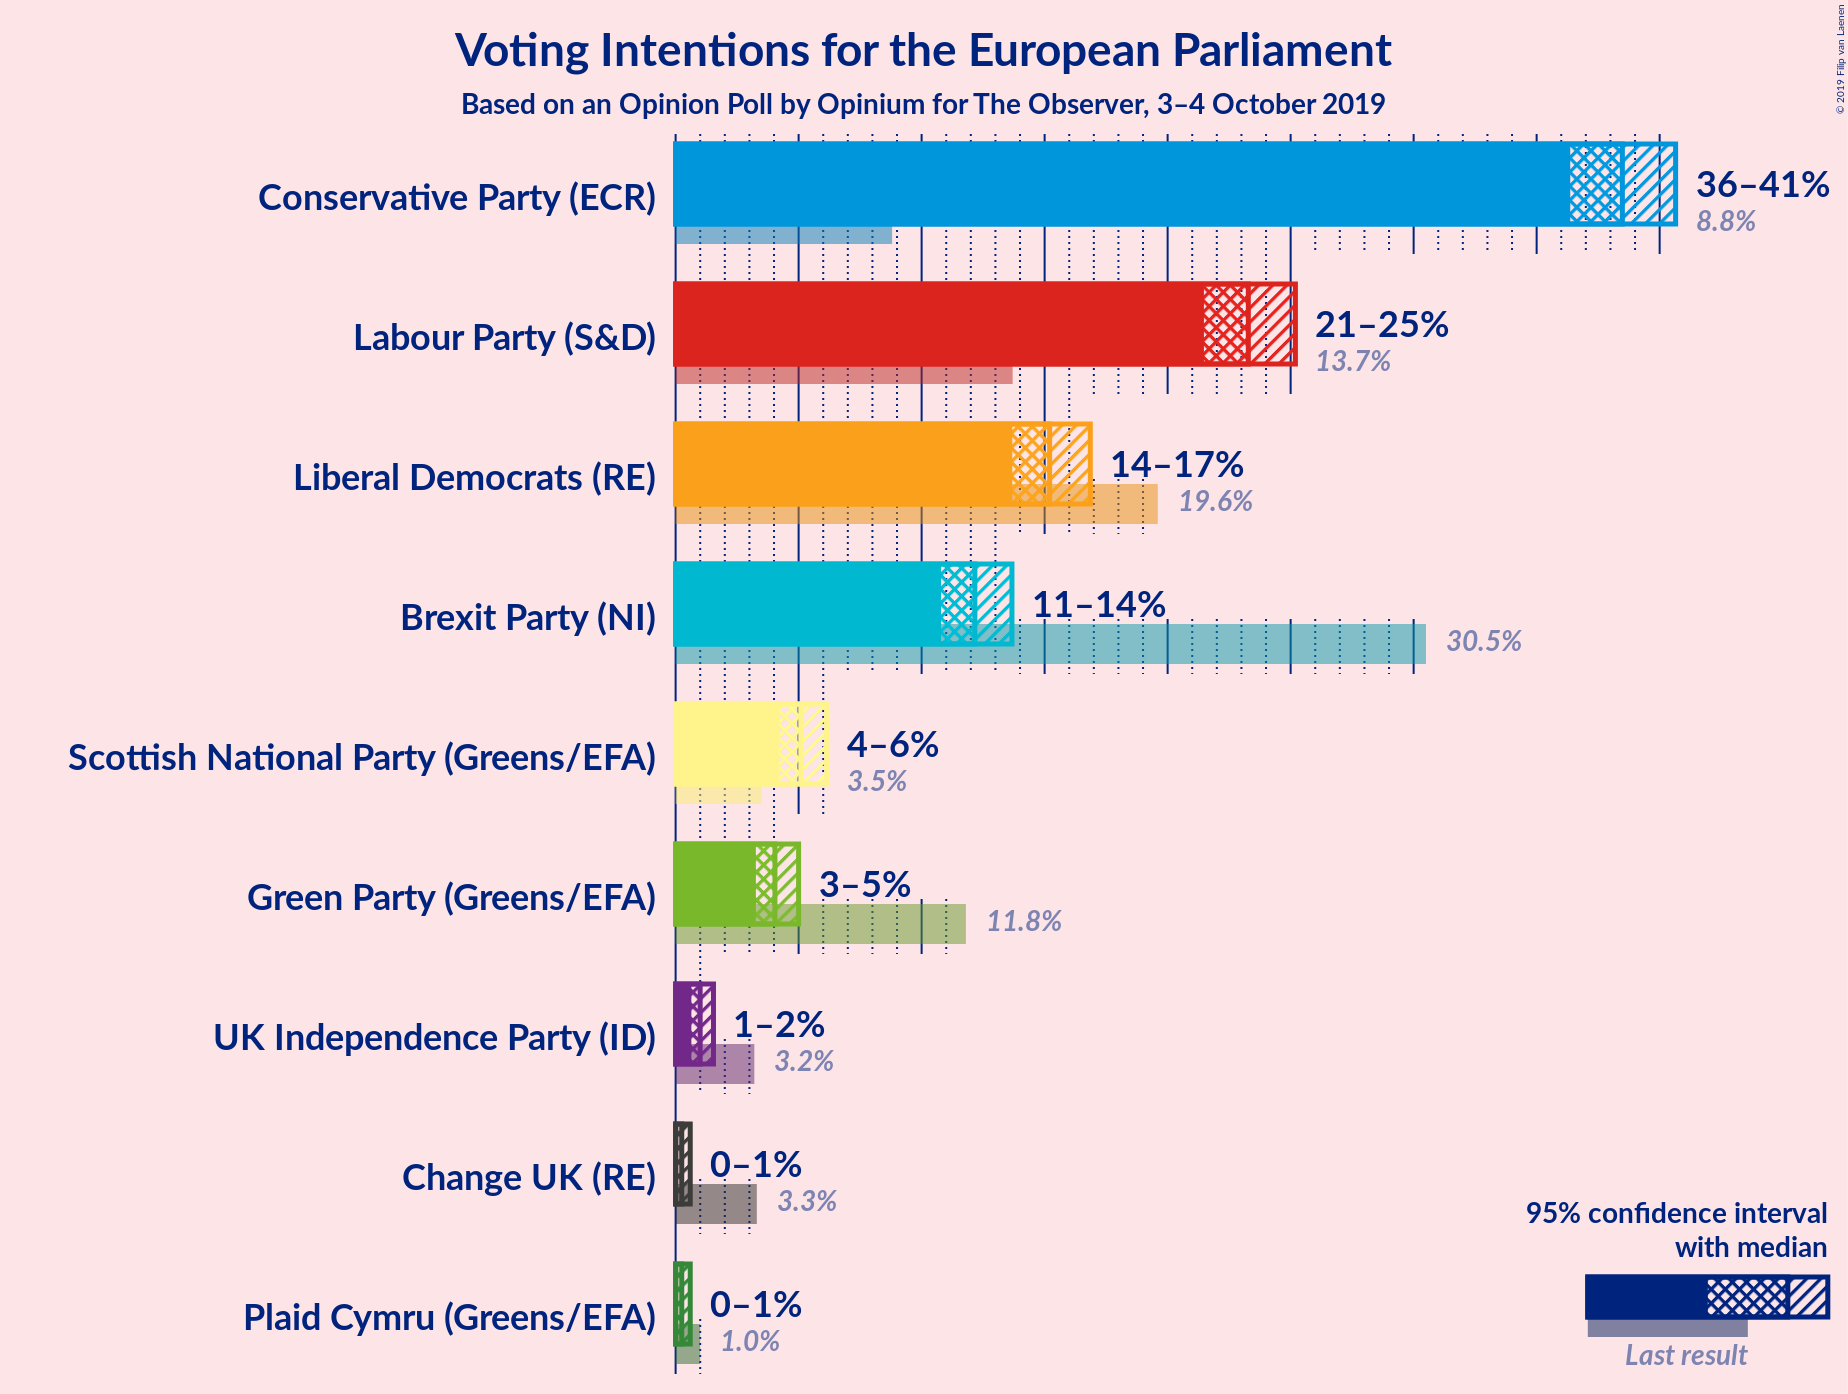 Voting Intentions for the European Parliament
Based on an Opinion Poll by Opinium for The Observer, 3–4 October 2019
© 2019 Filip van Laenen
Conservative Party (ECR)
36–41%
8.8%
Labour Party (S&D)
21–25%
13.7%
Liberal Democrats (RE)
14–17%
19.6%
Brexit Party (NI)
11–14%
30.5%
Scottish National Party (Greens/EFA)
4–6%
3.5%
Green Party (Greens/EFA)
3–5%
11.8%
UK Independence Party (ID)
1–2%
3.2%
Change UK (RE)
0–1%
3.3%
Plaid Cymru (Greens/EFA)
0–1%
1.0%
95% confidence interval
with median
Last result